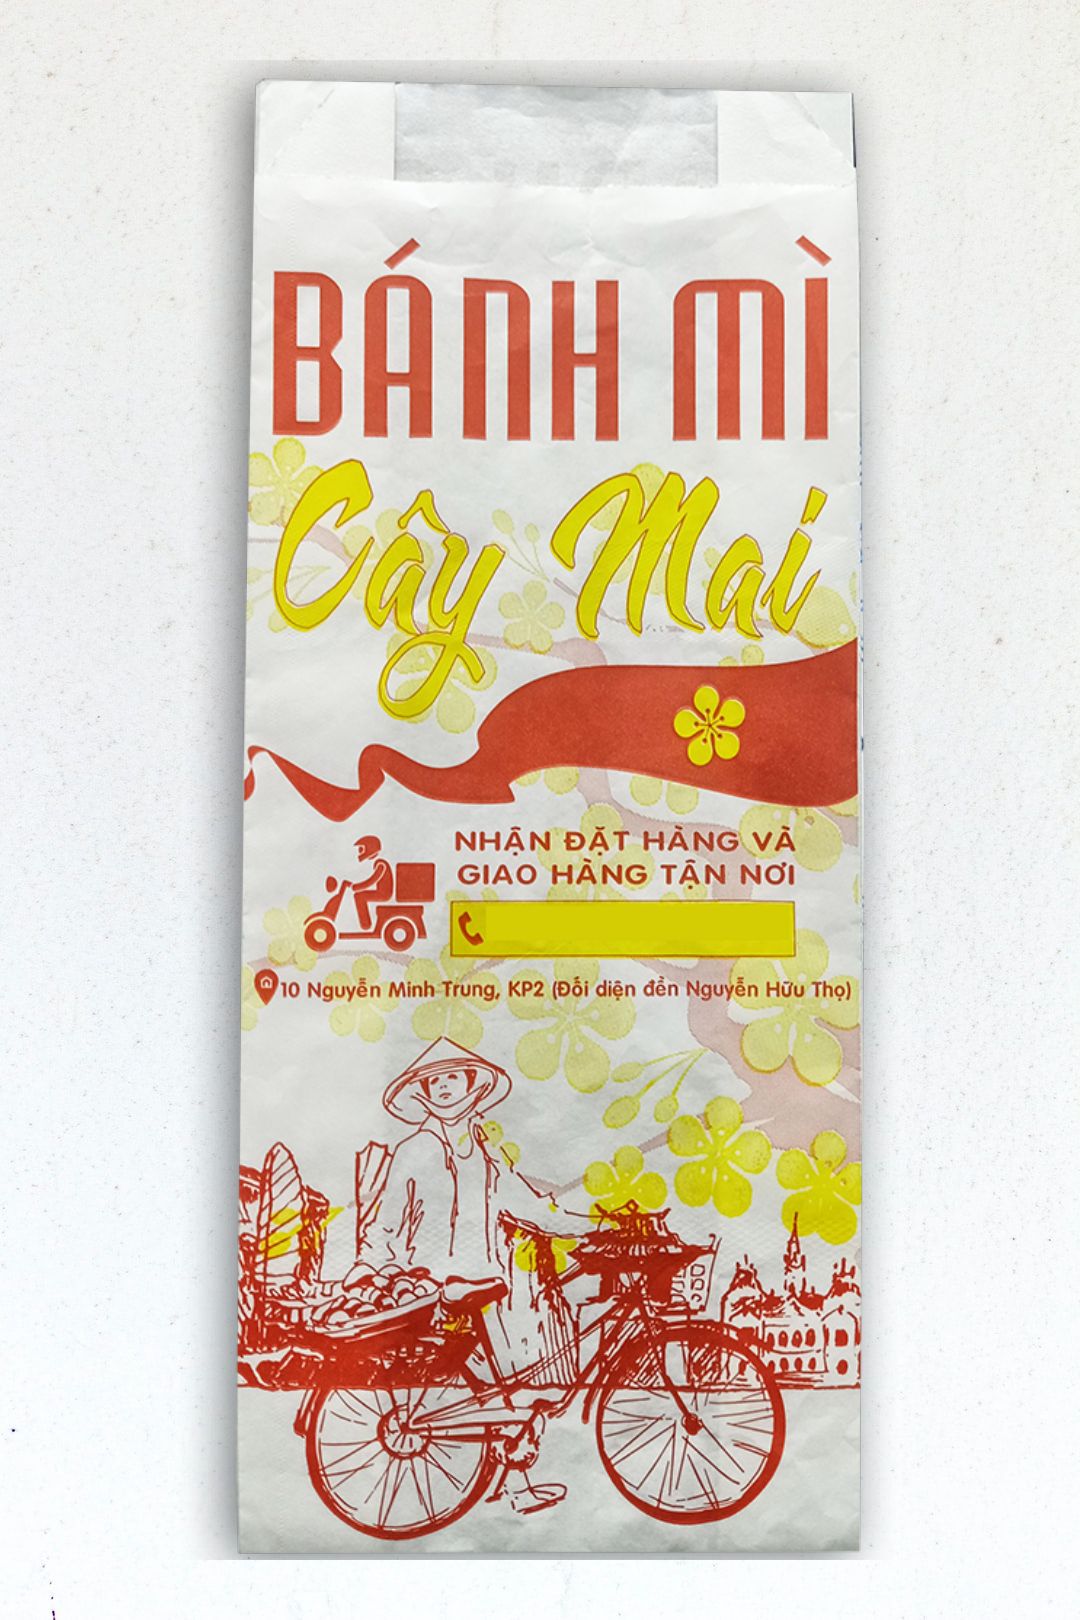 BÁNH MÌ
Cây Mai
NHẬN ĐẶT HÀNG VÀ
GIAO HÀNG TẬN NƠI
10 Nguyễn Minh Trung, KP2 (Đối diện đền Nguyễn Hữu Thọ)